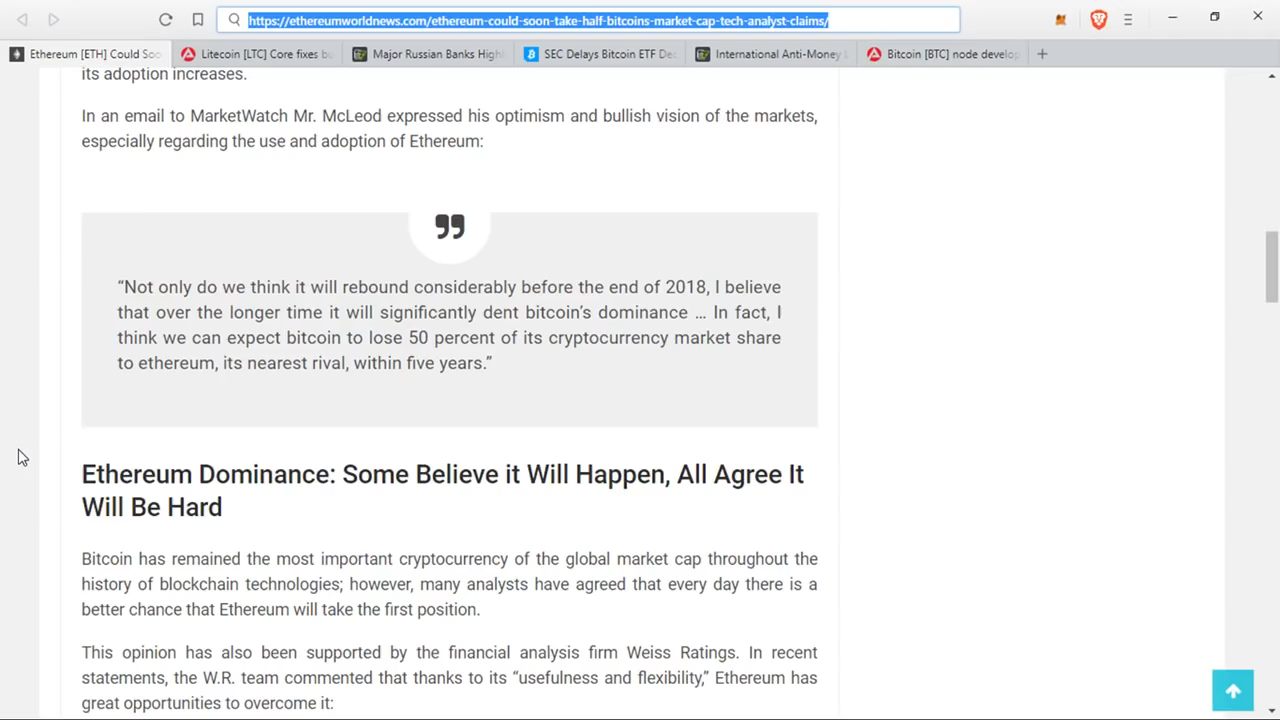 https://ethereumworldnews.com/ethereum-could-soon-take-half-bitcoins-market-cap-tech-analyst-claims/
Ethereum [ETH] Could Soo
Litecoin [LTC] Core fixes bu
Major Russian Banks High
SEC Delays Bitcoin ETF Dec
International Anti-Money
Bitcoin [BTC] node develop
its adoption increases.
In an email to MarketWatch Mr. McLeod expressed his optimism and bullish vision of the markets,
especially regarding the use and adoption of Ethereum:
“Not only do we think it will rebound considerably before the end of 2018, I believe
that over the longer time it will significantly dent bitcoin’s dominance … In fact, I
think we can expect bitcoin to lose 50 percent of its cryptocurrency market share
to ethereum, its nearest rival, within five years.”
Ethereum Dominance: Some Believe it Will Happen, All Agree It
Will Be Hard
Bitcoin has remained the most important cryptocurrency of the global market cap throughout the
history of blockchain technologies; however, many analysts have agreed that every day there is a
better chance that Ethereum will take the first position.
This opinion has also been supported by the financial analysis firm Weiss Ratings. In recent
statements, the W.R. team commented that thanks to its “usefulness and flexibility,” Ethereum has
great opportunities to overcome it: